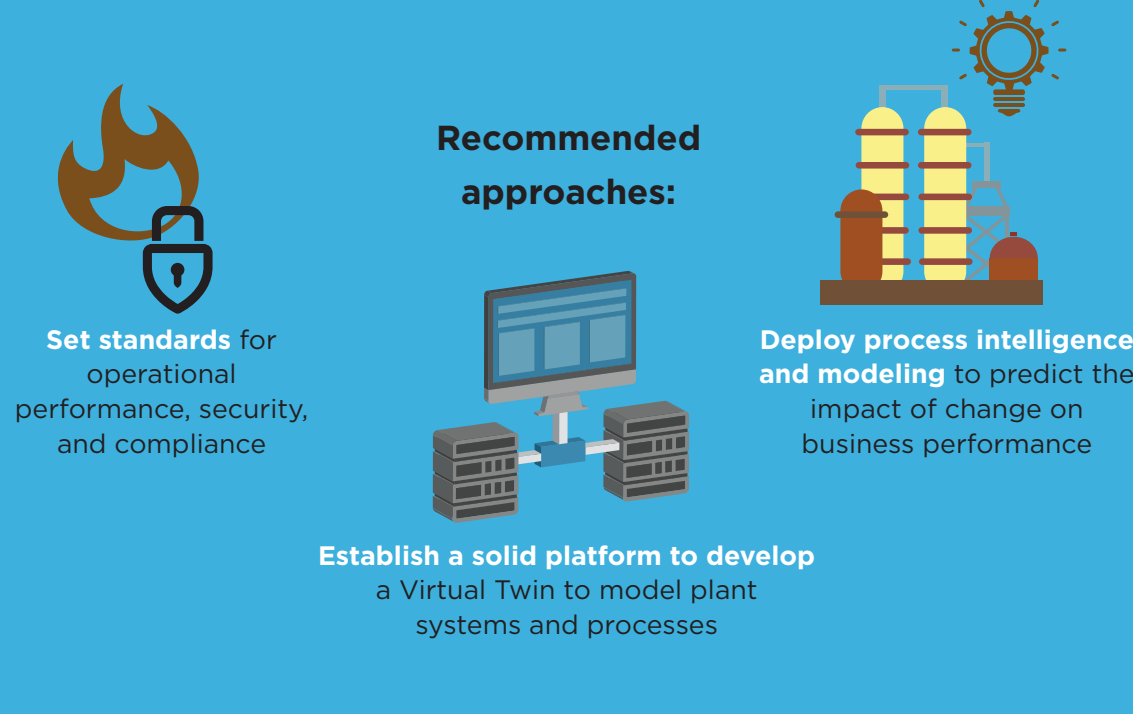 Recommended
approaches:
Set standards for
operational
performance, security,
and compliance
Establish a solid platform to develop
a Virtual Twin to model plant
systems and processes
Deploy process intelligence
and modeling to predict the
impact of change on
business performance